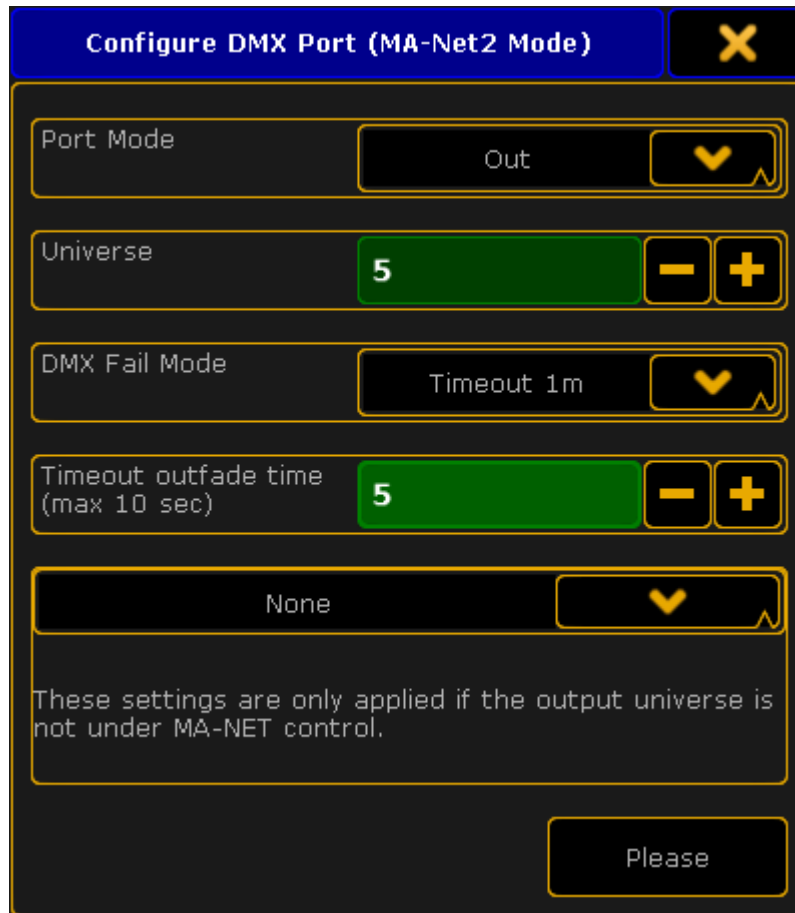 Configure DMX Port (MA-Net2 Mode)
Port Mode
Out
Universe
5
DMX Fail Mode
Timeout 1m
Timeout outfade time
(max 10 sec)
5
None
These settings are only applied if the output universe is
not under MA-NET control.
Please